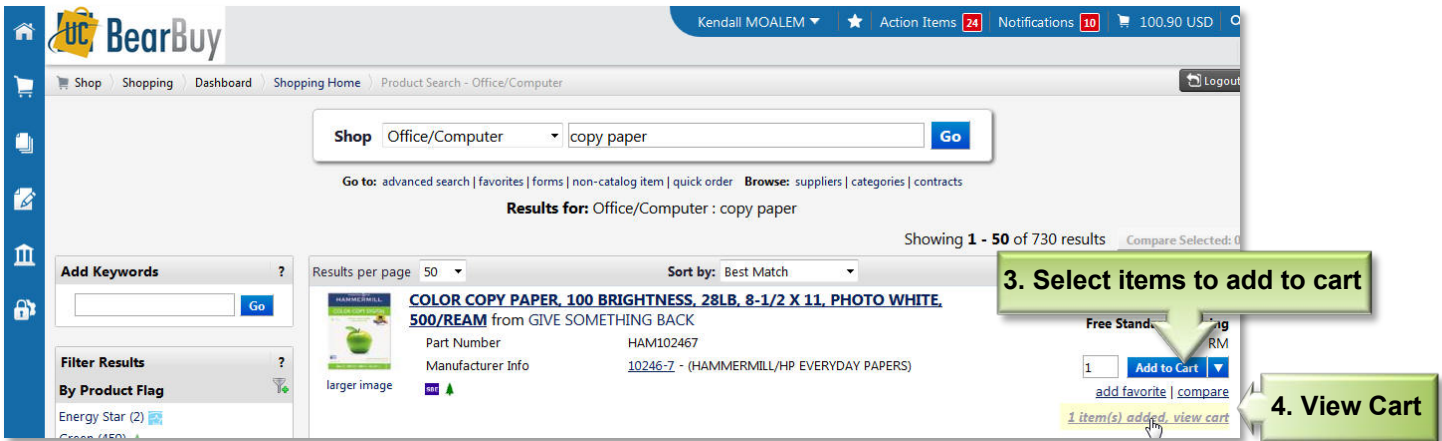 Kendall MOALEM Action Items 24 Notifications 10 100.90 USD
UC BearBuy
Shop Shopping Dashboard Shopping Home Product Search - Office/Computer Logout
Shop Office/Computer copy paper Go
Go to: advanced search | favorites | forms | non-catalog item | quick order Browse: suppliers | categories | contracts
Results for: Office/Computer : copy paper
Showing 1 - 50 of 730 results Compare Selected: 0
Add Keywords ?
Go
Results per page 50 Sort by: Best Match
3. Select items to add to cart
HAMMERMILL
COLOR COPY DIGITAL
COLOR COPY PAPER, 100 BRIGHTNESS, 28LB, 8-1/2 X 11, PHOTO WHITE,
500/REAM from GIVE SOMETHING BACK
Free
RM
Part Number HAM102467
Manufacturer Info 10246-7 - (HAMMERMILL/HP EVERYDAY PAPERS)
1 Add to Cart
larger image SBE
add favorite | compare
1 item(s) added, view cart
4. View Cart
Filter Results ?
By Product Flag
Energy Star (2)